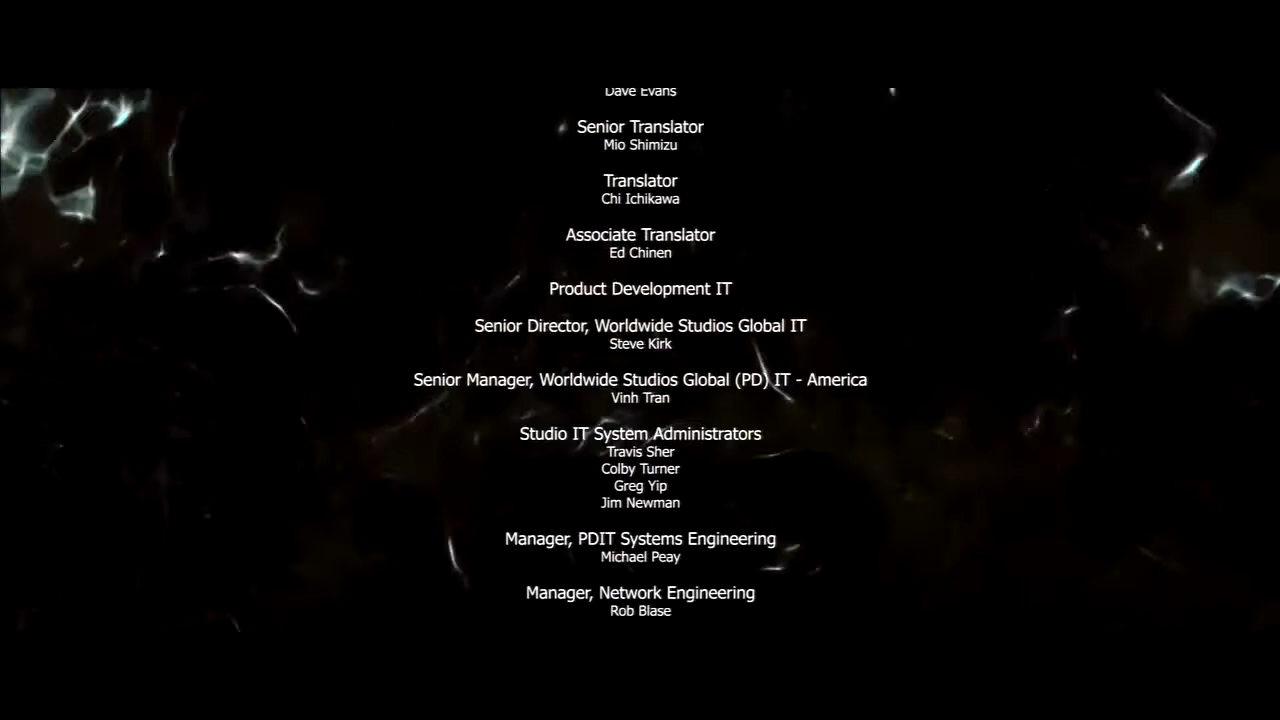 Dave Evans
Senior Translator
Mio Shimizu
Translator
Chi Ichikawa
Associate Translator
Ed Chinen
Product Development IT
Senior Director, Worldwide Studios Global IT
Steve Kirk
Senior Manager, Worldwide Studios Global (PD) IT - America
Vinh Tran
Studio IT System Administrators
Travis Sher
Colby Turner
Greg Yip
Jim Newman
Manager, PDIT Systems Engineering
Michael Peay
Manager, Network Engineering
Rob Blase